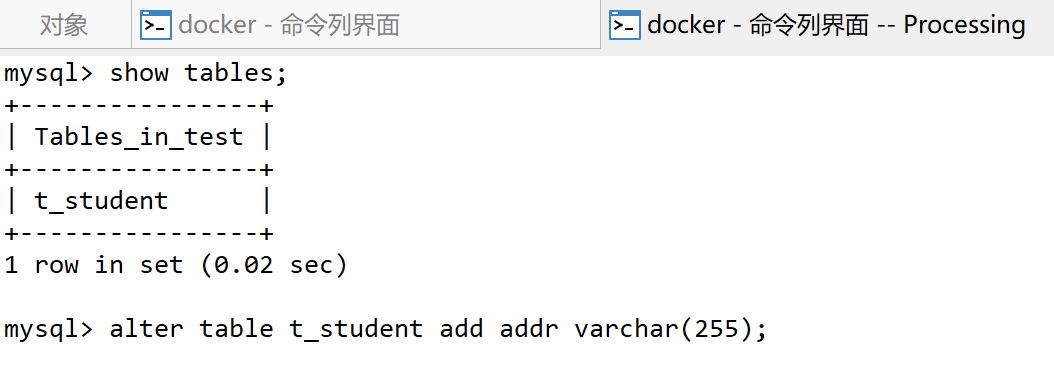 对象
docker - 命令列界面
docker - 命令列界面 -- Processing
mysql> show tables;
+----------------+
| Tables_in_test |
+----------------+
| t_student      |
+----------------+
1 row in set (0.02 sec)
mysql> alter table t_student add addr varchar(255);